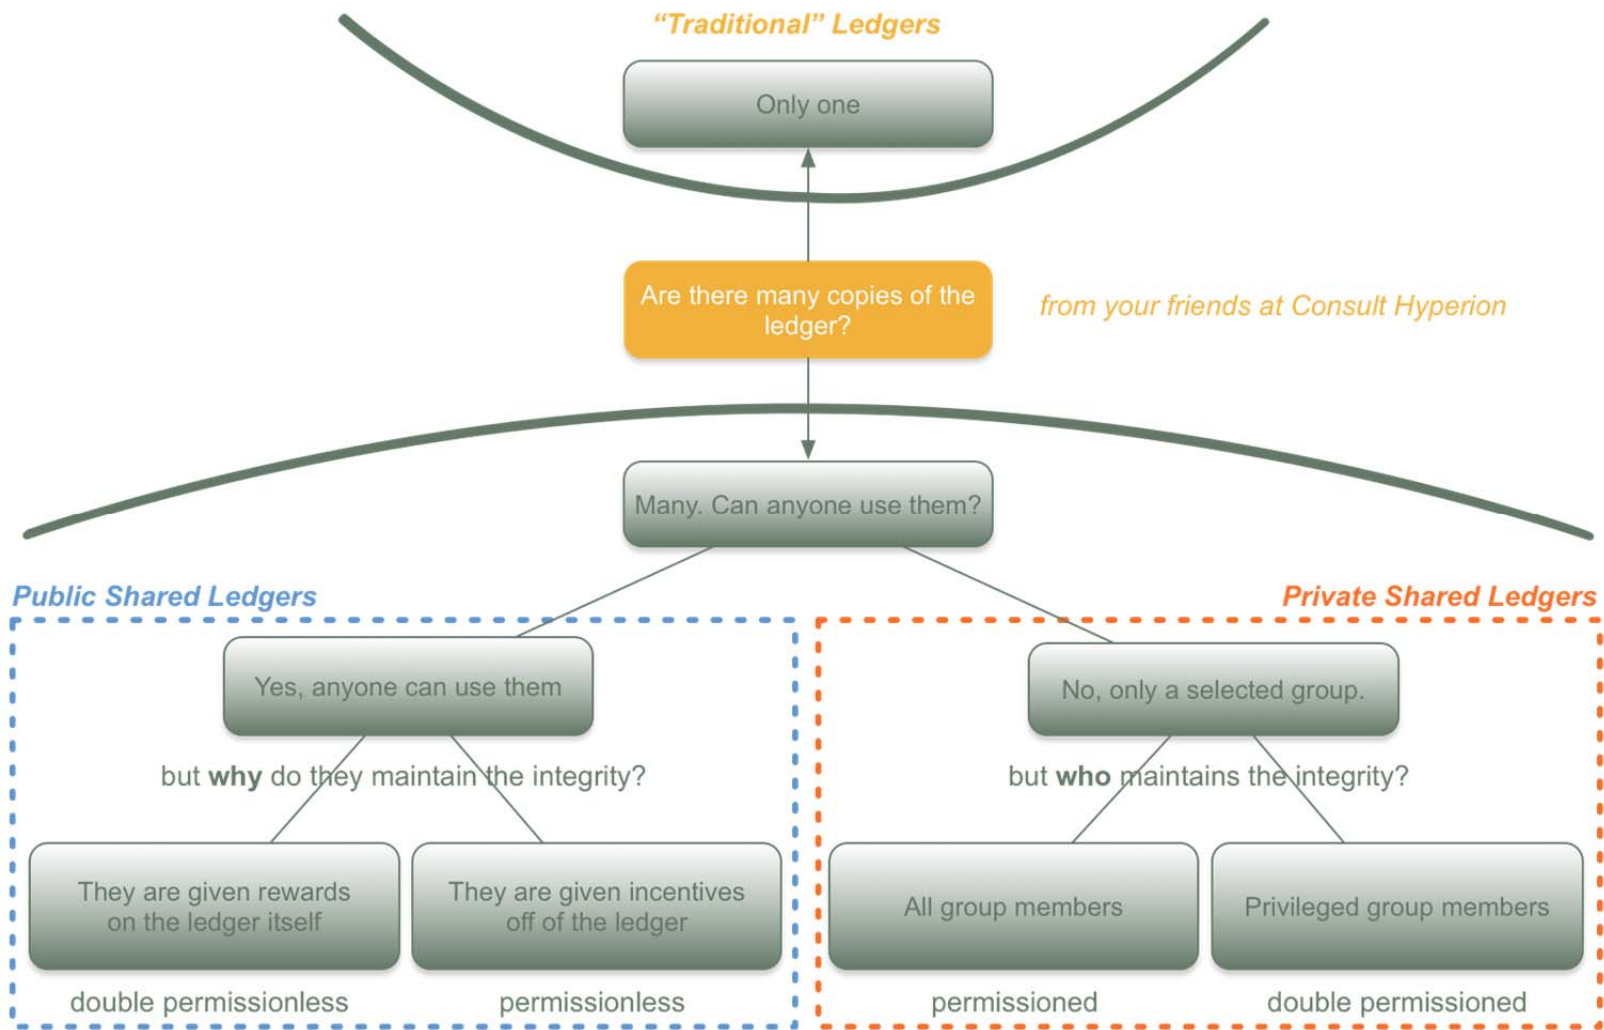 “Traditional” Ledgers
Only one
Are there many copies of the
ledger?
from your friends at Consult Hyperion
Many. Can anyone use them?
Public Shared Ledgers
Private Shared Ledgers
Yes, anyone can use them
No, only a selected group.
but why do they maintain the integrity?
but who maintains the integrity?
They are given rewards
on the ledger itself
They are given incentives
off of the ledger
All group members
Privileged group members
double permissionless
permissionless
permissioned
double permissioned